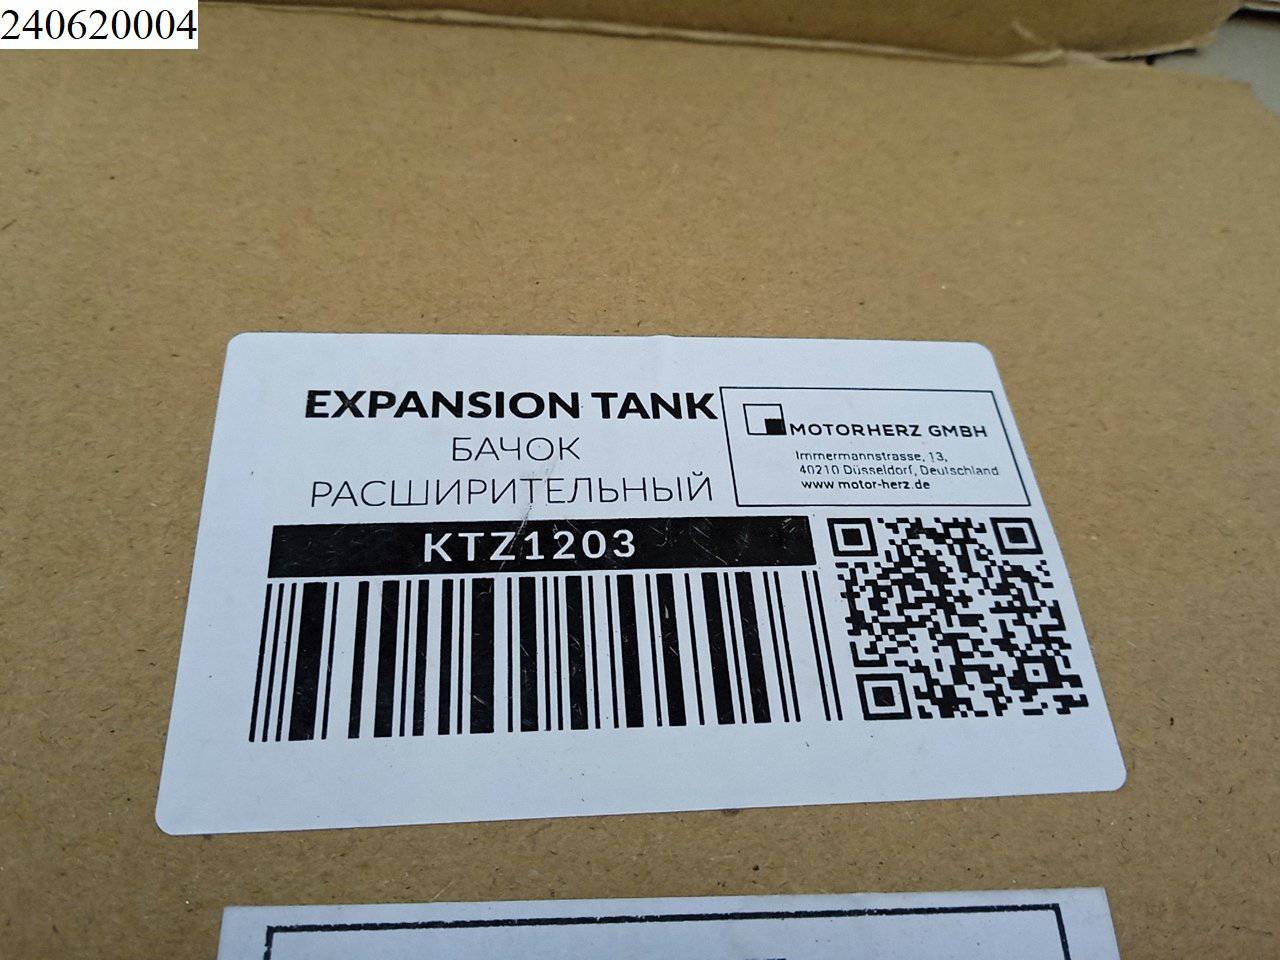 240620004
EXPANSION TANK
БАЧОК
РАСШИРИТЕЛЬНЫЙ
MOTORHERZ GMBH
Immermannstrasse, 13,
40210 Düsseldorf, Deutschland
www.motor-herz.de
KTZ1203